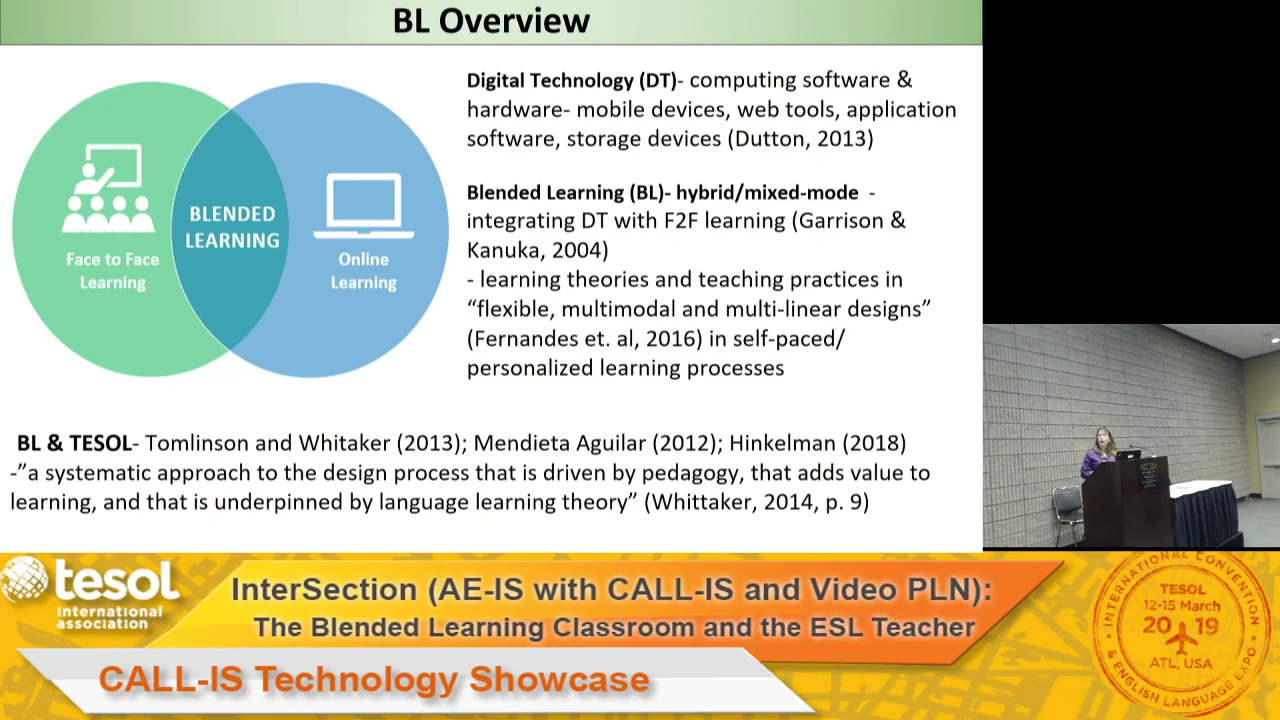 BL Overview
Face to Face
Learning
BLENDED
LEARNING
Online
Learning
Digital Technology (DT)- computing software &
hardware- mobile devices, web tools, application
software, storage devices (Dutton, 2013)
Blended Learning (BL)- hybrid/mixed-mode -
integrating DT with F2F learning (Garrison &
Kanuka, 2004)
- learning theories and teaching practices in
“flexible, multimodal and multi-linear designs”
(Fernandes et. al, 2016) in self-paced/
personalized learning processes
BL & TESOL- Tomlinson and Whitaker (2013); Mendieta Aguilar (2012); Hinkelman (2018)
-”a systematic approach to the design process that is driven by pedagogy, that adds value to
learning, and that is underpinned by language learning theory” (Whittaker, 2014, p. 9)
tesol
international
association
InterSection (AE-IS with CALL-IS and Video PLN):
The Blended Learning Classroom and the ESL Teacher
CALL-IS Technology Showcase
INTERNATIONAL CONVENTION
TESOL
12-15 March
20 19
ATL, USA
& ENGLISH LANGUAGE EXPO